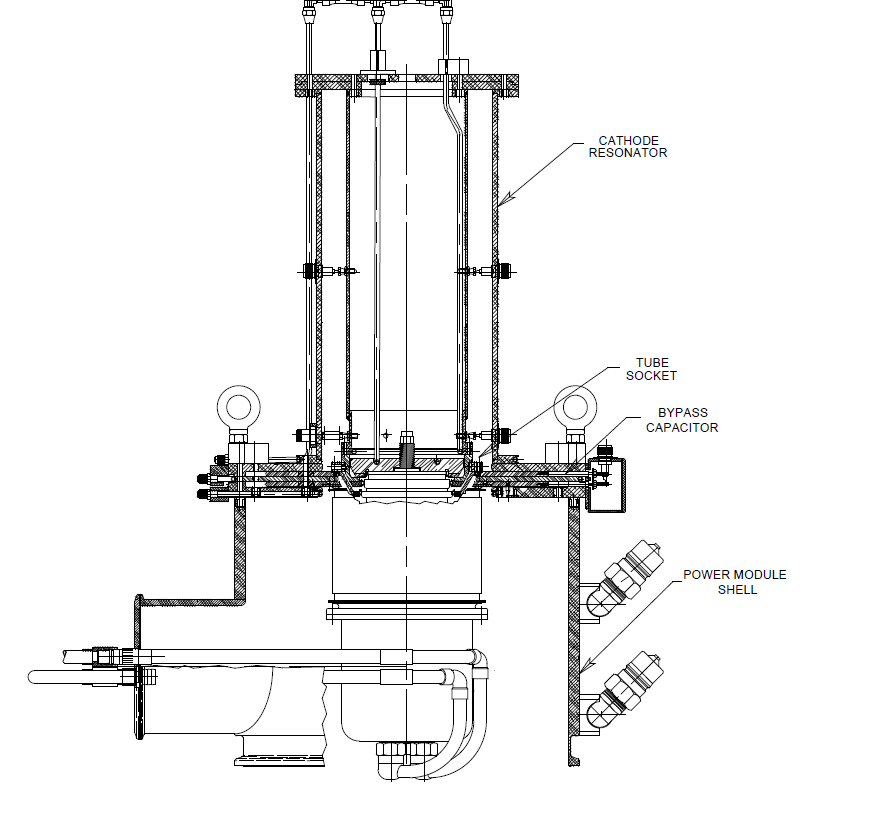 CATHODE
RESONATOR
TUBE
SOCKET
BYPASS
CAPACITOR
POWER MODULE
SHELL